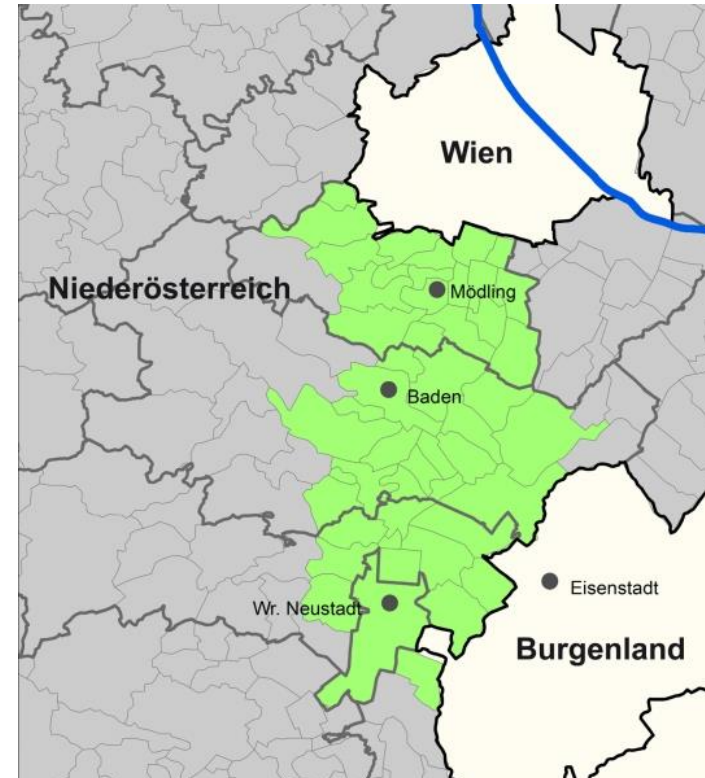 Wien
Niederösterreich
Mödling
Baden
Eisenstadt
Wr. Neustadt
Burgenland